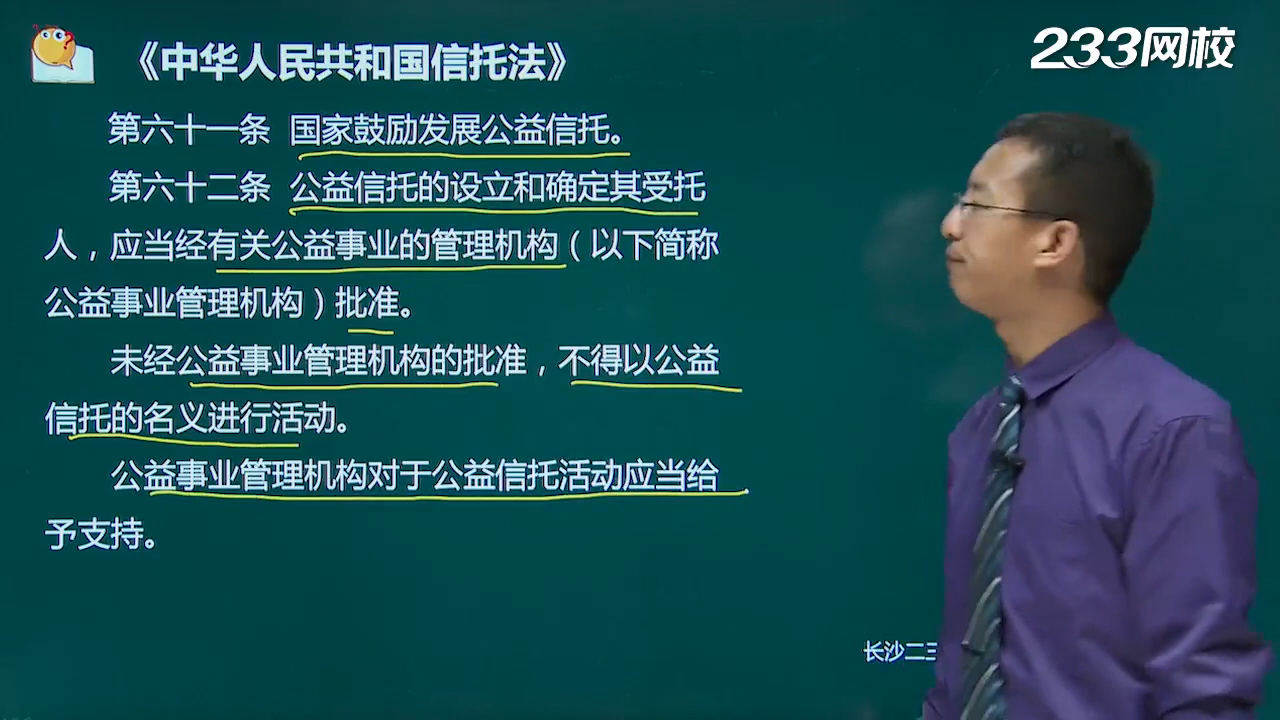 233网校
《中华人民共和国信托法》
第六十一条 国家鼓励发展公益信托。
第六十二条 公益信托的设立和确定其受托
人，应当经有关公益事业的管理机构（以下简称
公益事业管理机构）批准。
未经公益事业管理机构的批准，不得以公益
信托的名义进行活动。
公益事业管理机构对于公益信托活动应当给
予支持。
长沙二三